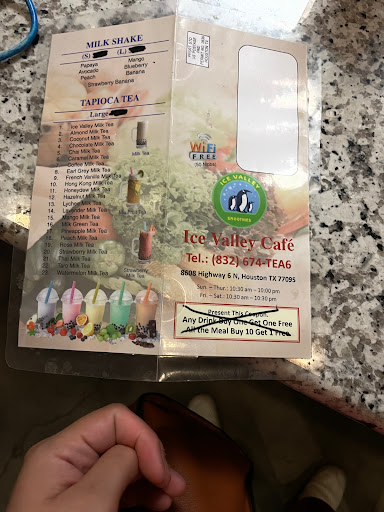 MILK SHAKE
(S) (L)
Papaya Mango
Avocado Blueberry
Peach Banana
Strawberry Banana
TAPIOCA TEA
Large
1. Ice Valley Milk Tea
2. Almond Milk Tea
3. Coconut Milk Tea
4. Chocolate Milk Tea
5. Thai Milk Tea
6. Caramel Milk Tea
Coffee Milk Tea
8. Earl Grey Milk Tea
9. French Vanilla Milk Tea
10. Hong Kong Milk Tea
11. Honeydew Milk Tea
12. Hazelnut Milk Tea
13. Lychee Milk Tea
14. Lavender Milk Tea
15. Mango Milk Tea
16. Milk Green Tea
17. Pineapple Milk Tea
18. Peach Milk Tea
19. Rose Milk Tea
20. Strawberry Milk Tea
21. Thai Milk Tea
22. Taro Milk Tea
23. Watermelon Milk Tea
Milk Tea
Strawberry
Milk Tea
WiFi
FREE
ICE VALLEY
Ice Valley Café
Tel.: (832) 674-TEA6
8608 Highway 6 N, Houston TX 77095
Sun. – Thur.: 10:30 am – 10:00 pm
Fri. – Sat.: 10:30 am - 10:30 pm
Present This Coupon.
Any Drink Buy One Get One Free
All the Meal Buy 10 Get 1 Free